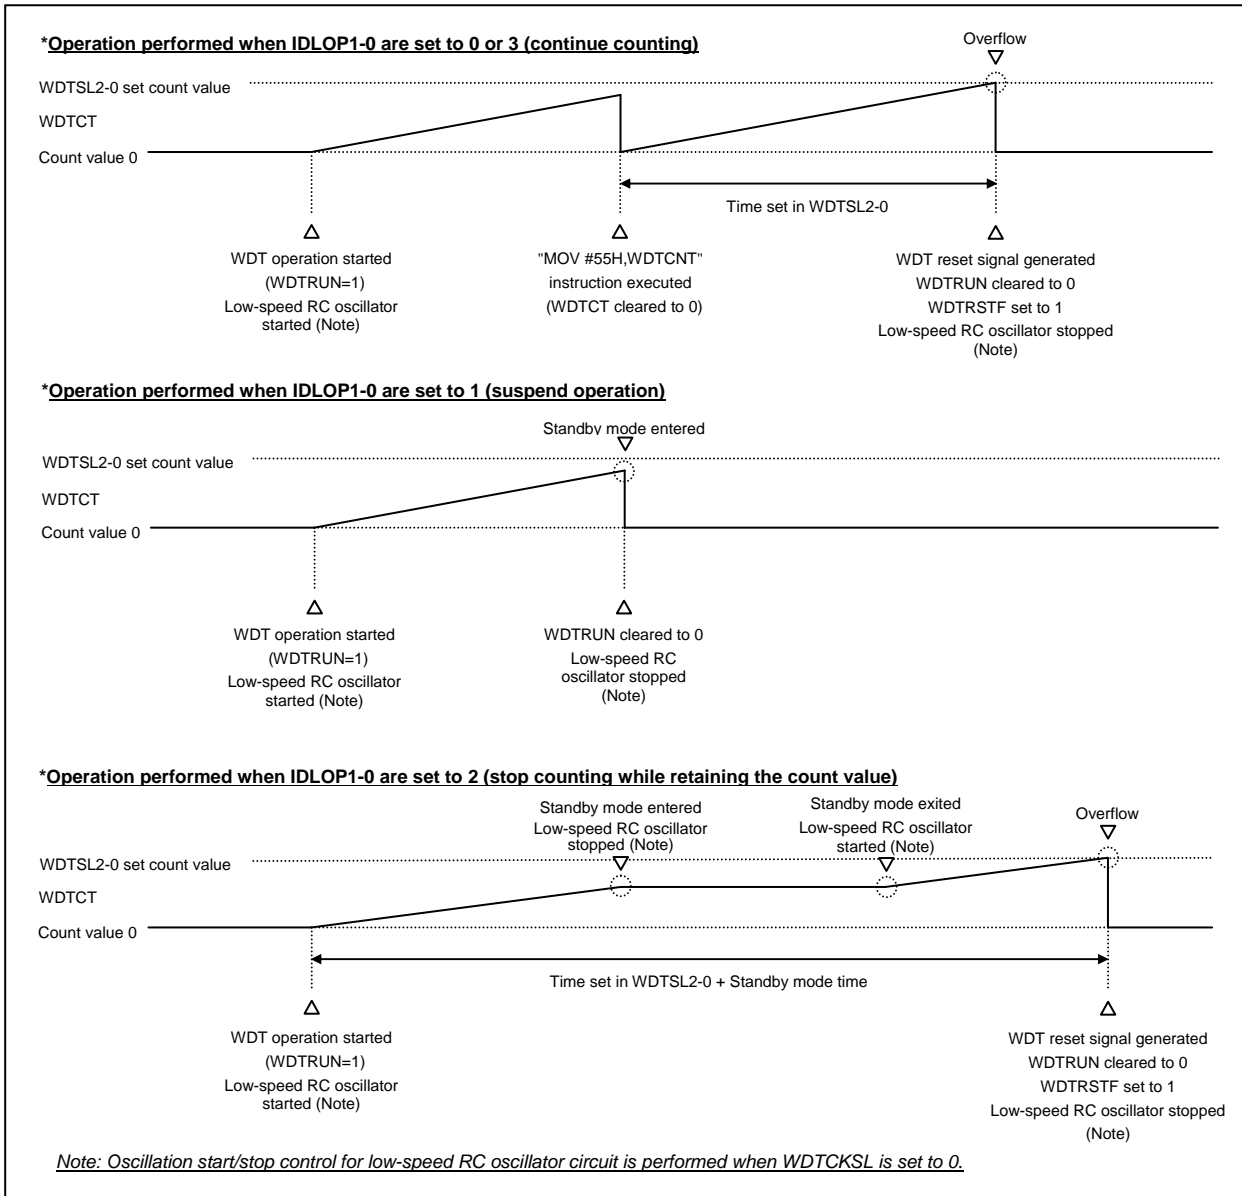 *Operation performed when IDLOP1-0 are set to 0 or 3 (continue counting)
Overflow
WDTSL2-0 set count value
WDTCT
Count value 0
Time set in WDTSL2-0
WDT operation started
(WDTRUN=1)
Low-speed RC oscillator
started (Note)
"MOV #55H,WDTCNT"
instruction executed
(WDTCT cleared to 0)
WDT reset signal generated
WDTRUN cleared to 0
WDTRSTF set to 1
Low-speed RC oscillator stopped
(Note)
*Operation performed when IDLOP1-0 are set to 1 (suspend operation)
Standby mode entered
WDTSL2-0 set count value
WDTCT
Count value 0
WDT operation started
(WDTRUN=1)
Low-speed RC oscillator
started (Note)
WDTRUN cleared to 0
Low-speed RC
oscillator stopped
(Note)
*Operation performed when IDLOP1-0 are set to 2 (stop counting while retaining the count value)
Standby mode entered
Low-speed RC oscillator
stopped (Note)
Standby mode exited
Low-speed RC oscillator
started (Note)
Overflow
WDTSL2-0 set count value
WDTCT
Count value 0
Time set in WDTSL2-0 + Standby mode time
WDT operation started
(WDTRUN=1)
Low-speed RC oscillator
started (Note)
WDT reset signal generated
WDTRUN cleared to 0
WDTRSTF set to 1
Low-speed RC oscillator stopped
(Note)
Note: Oscillation start/stop control for low-speed RC oscillator circuit is performed when WDTCKSL is set to 0.